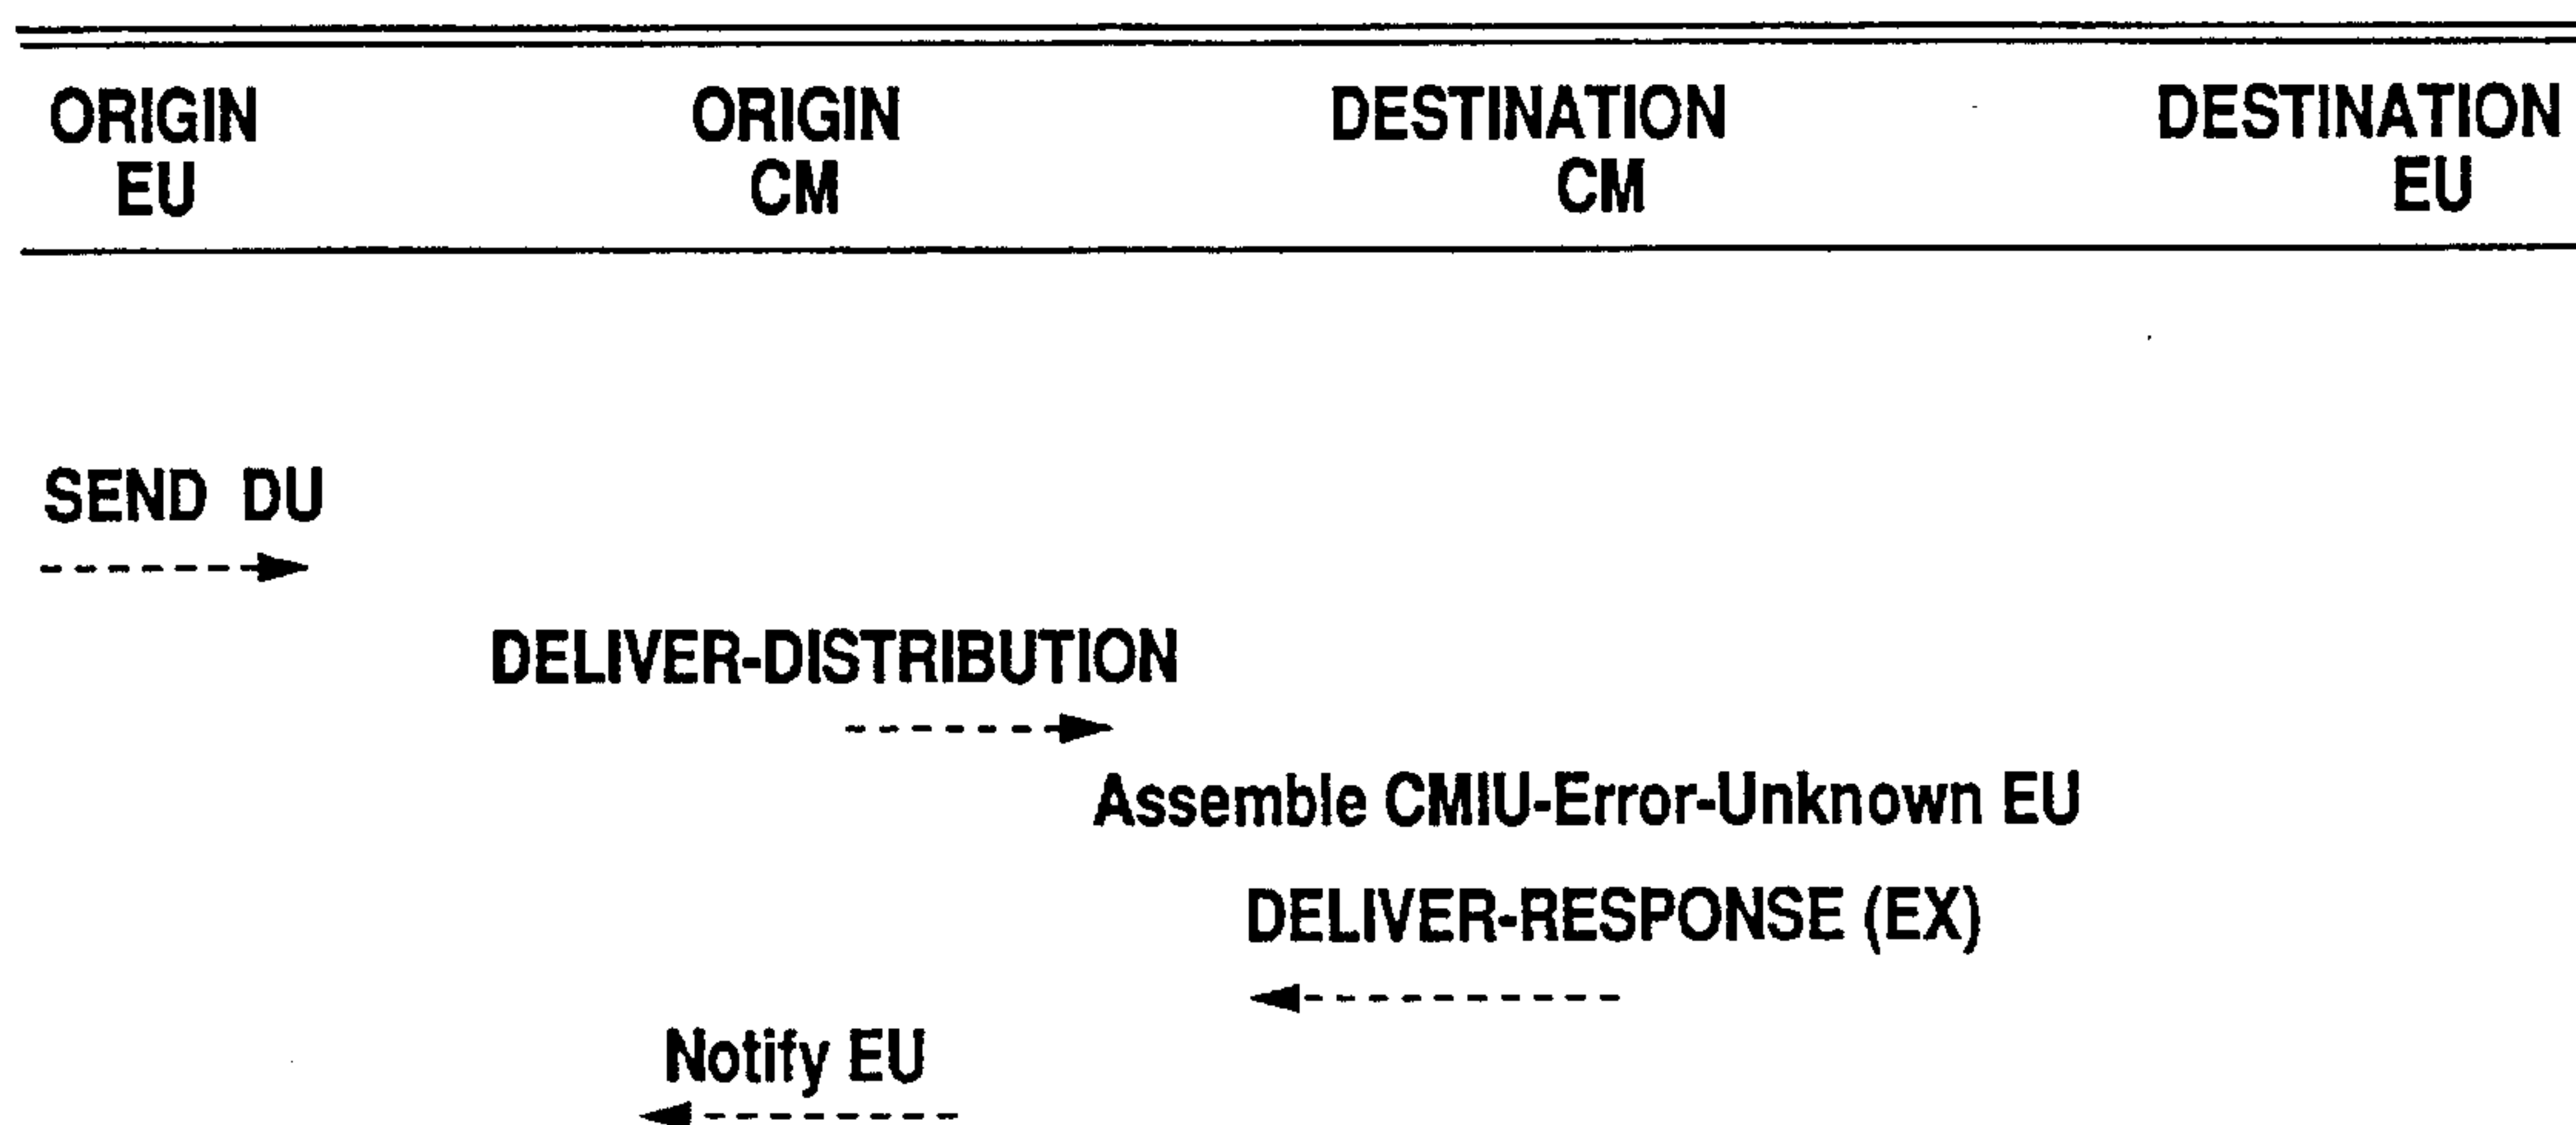 ORIGIN ORIGIN DESTINATION DESTINATION
EU CM CM EU
SEND DU
DELIVER-DISTRIBUTION
Assemble CMIU-Error-Unknown EU
DELIVER-RESPONSE (EX)
Notify EU